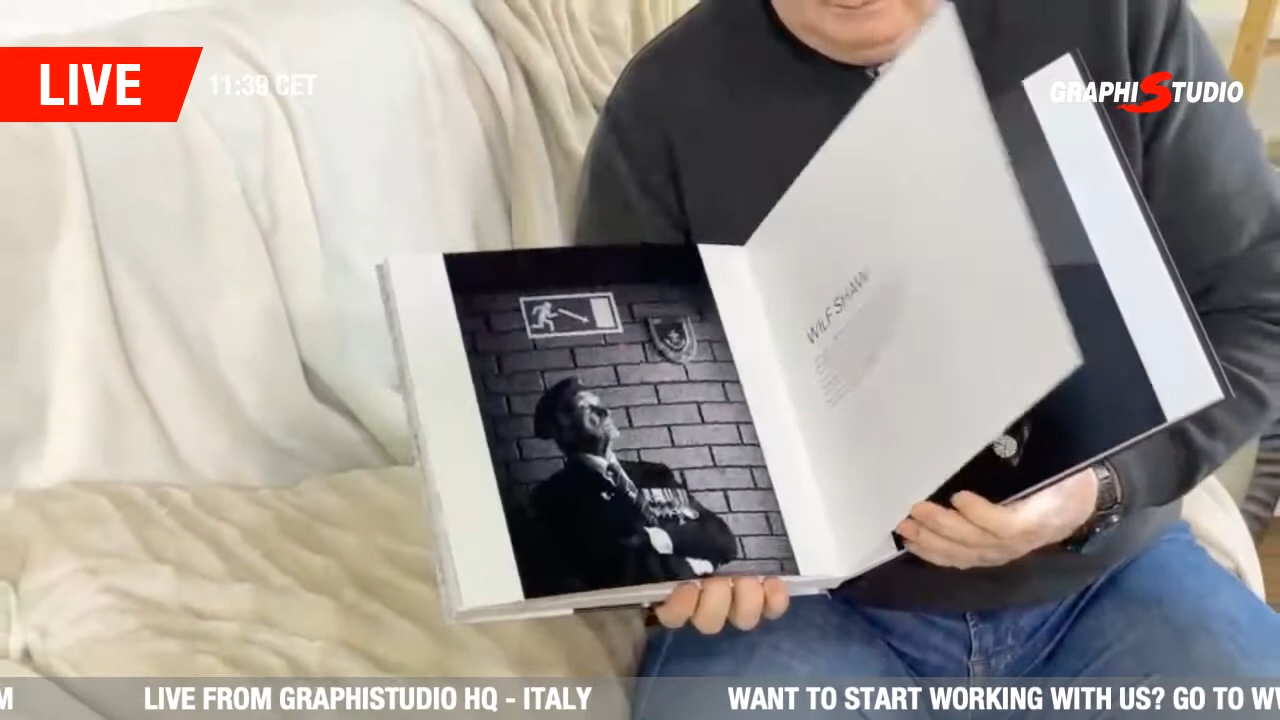 LIVE
11:39 CET
GRAPHISTUDIO
WILF SHAW
M
LIVE FROM GRAPHISTUDIO HQ - ITALY
WANT TO START WORKING WITH US? GO TO